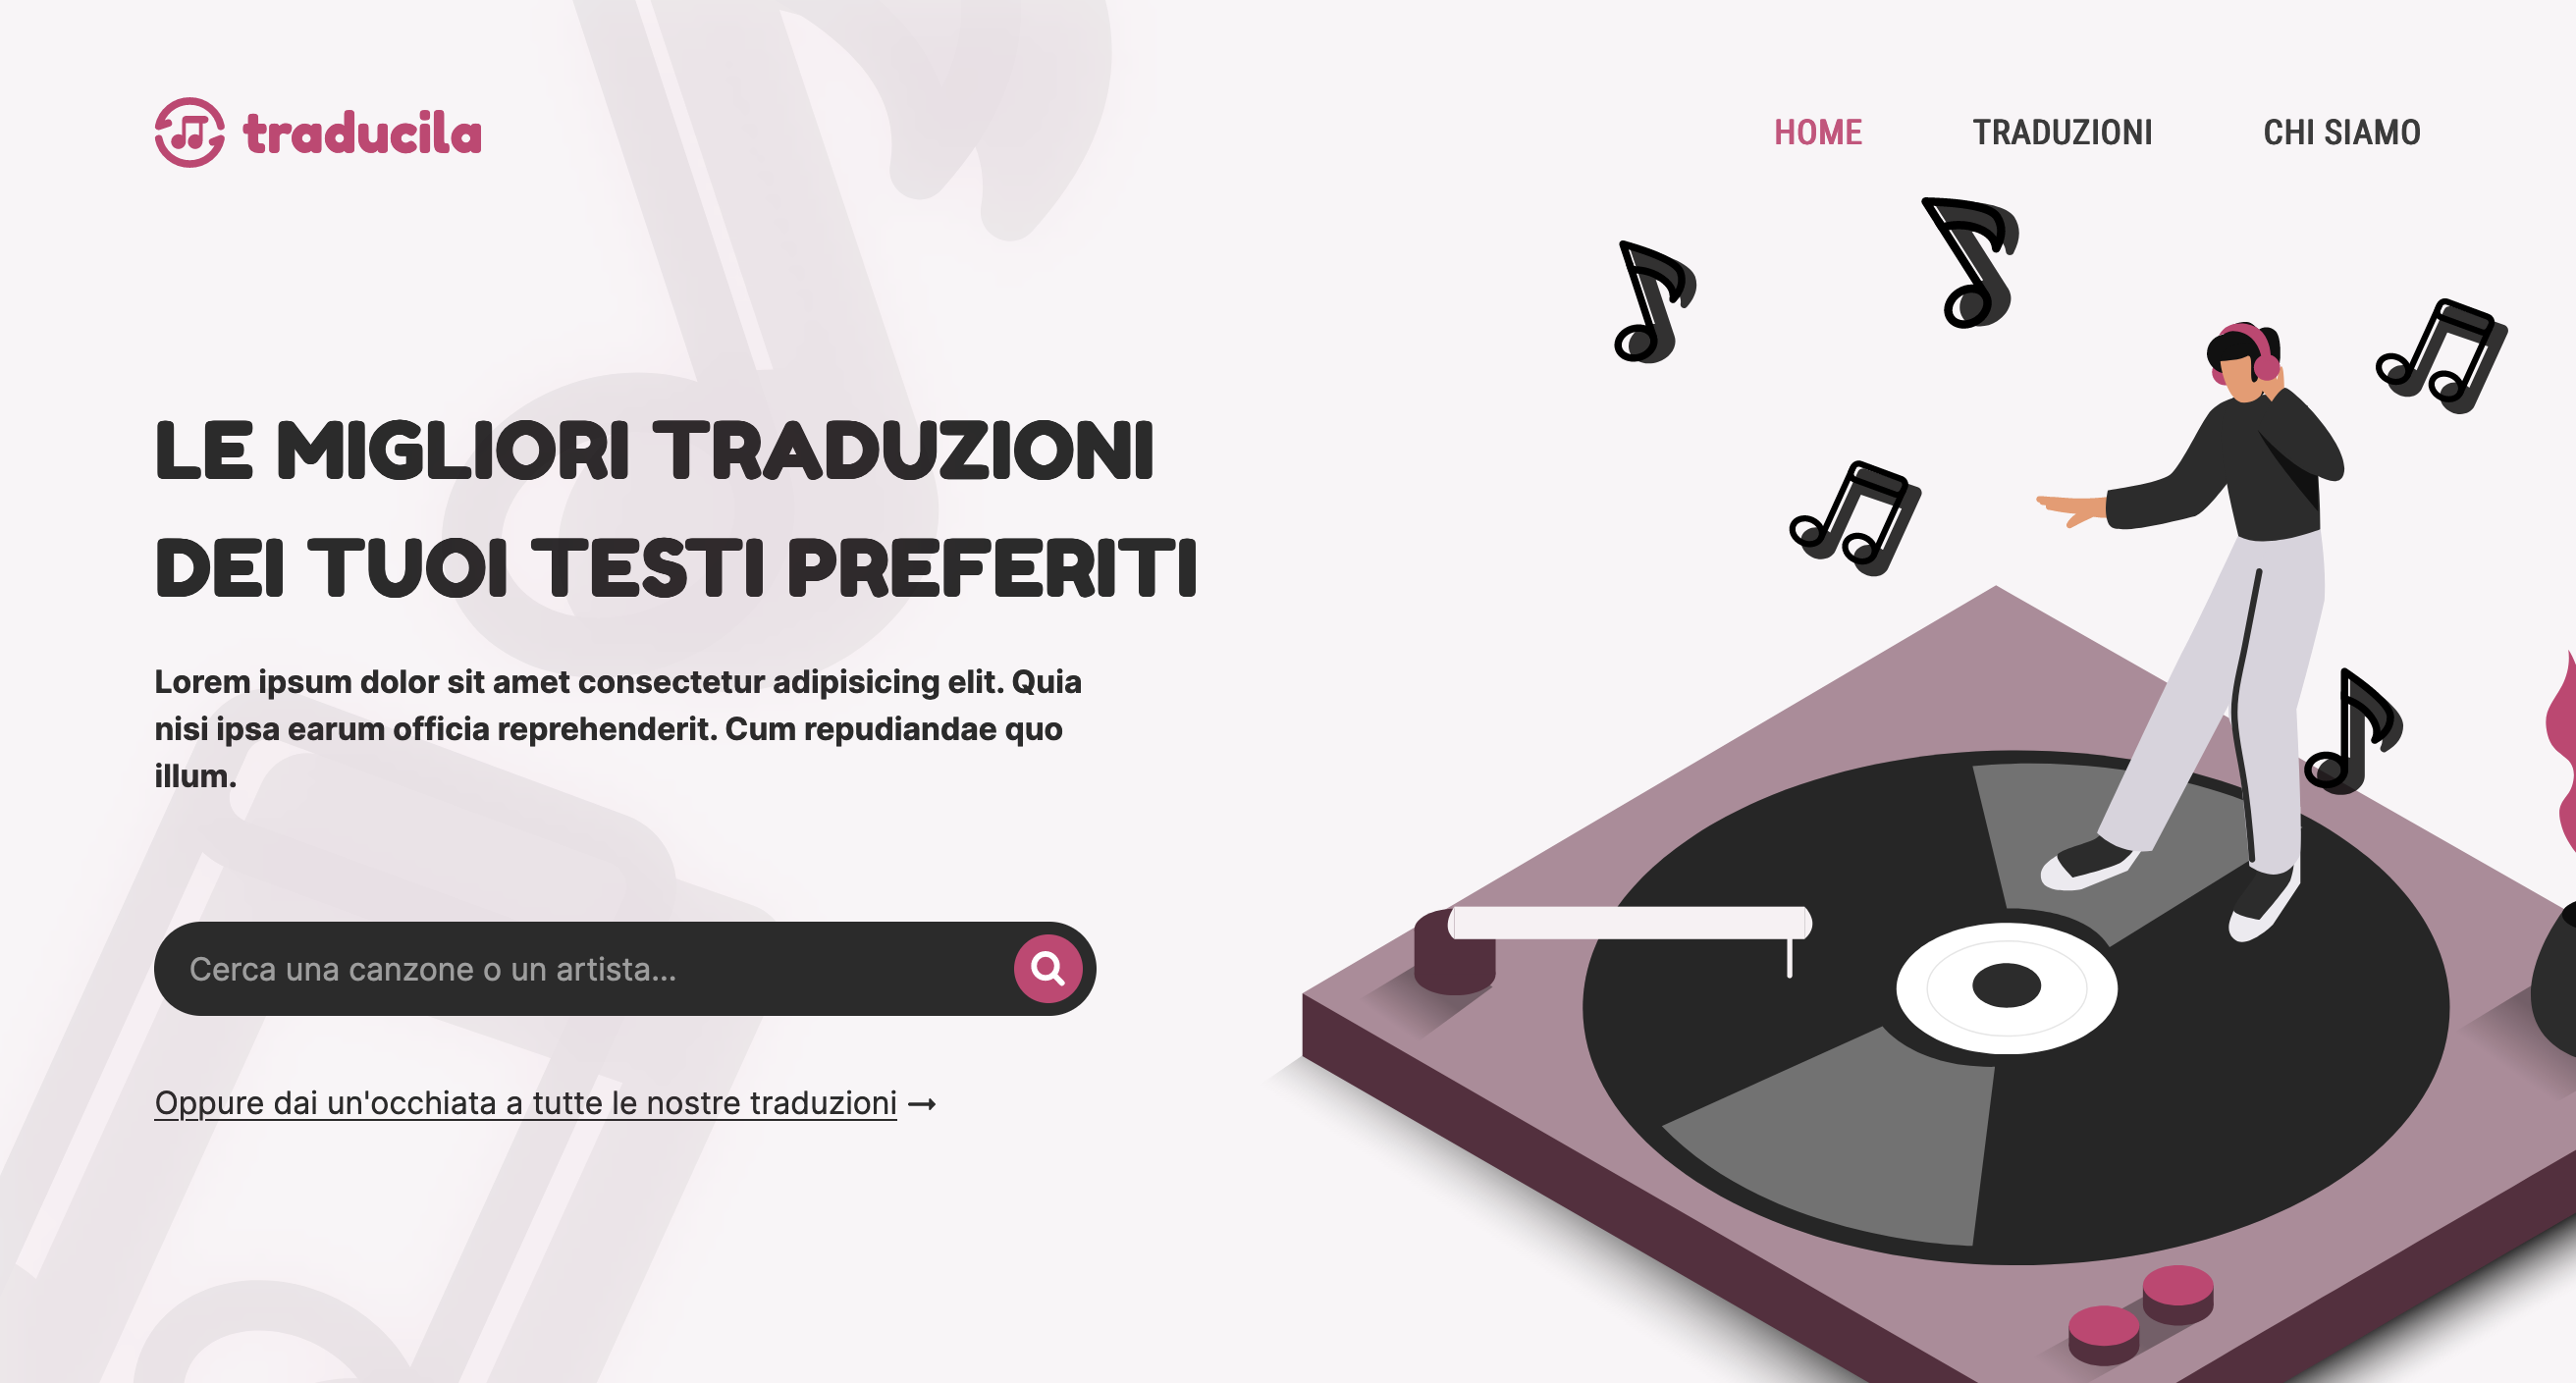 traducila
HOME
TRADUZIONI
CHI SIAMO
LE MIGLIORI TRADUZIONI
DEI TUOI TESTI PREFERITI
Lorem ipsum dolor sit amet consectetur adipisicing elit. Quia
nisi ipsa earum officia reprehenderit. Cum repudiandae quo
illum.
Cerca una canzone o un artista...
Oppure dai un'occhiata a tutte le nostre traduzioni →